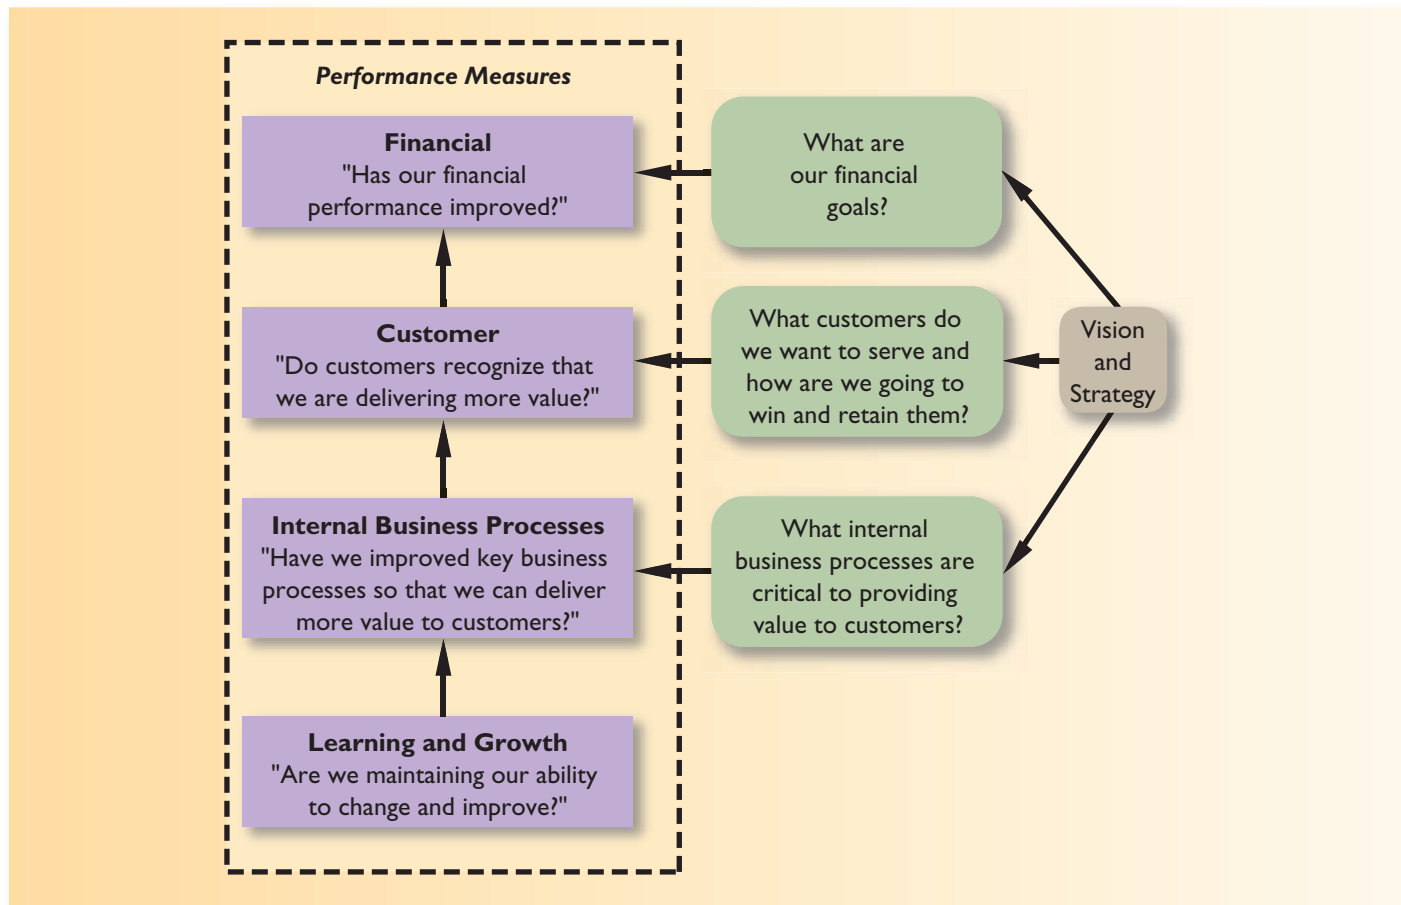 Performance Measures
Financial
"Has our financial
performance improved?"
What are
our financial
goals?
Customer
"Do customers recognize that
we are delivering more value?"
What customers do
we want to serve and
how are we going to
win and retain them?
Vision
and
Strategy
Internal Business Processes
"Have we improved key business
processes so that we can deliver
more value to customers?"
What internal
business processes are
critical to providing
value to customers?
Learning and Growth
"Are we maintaining our ability
to change and improve?"